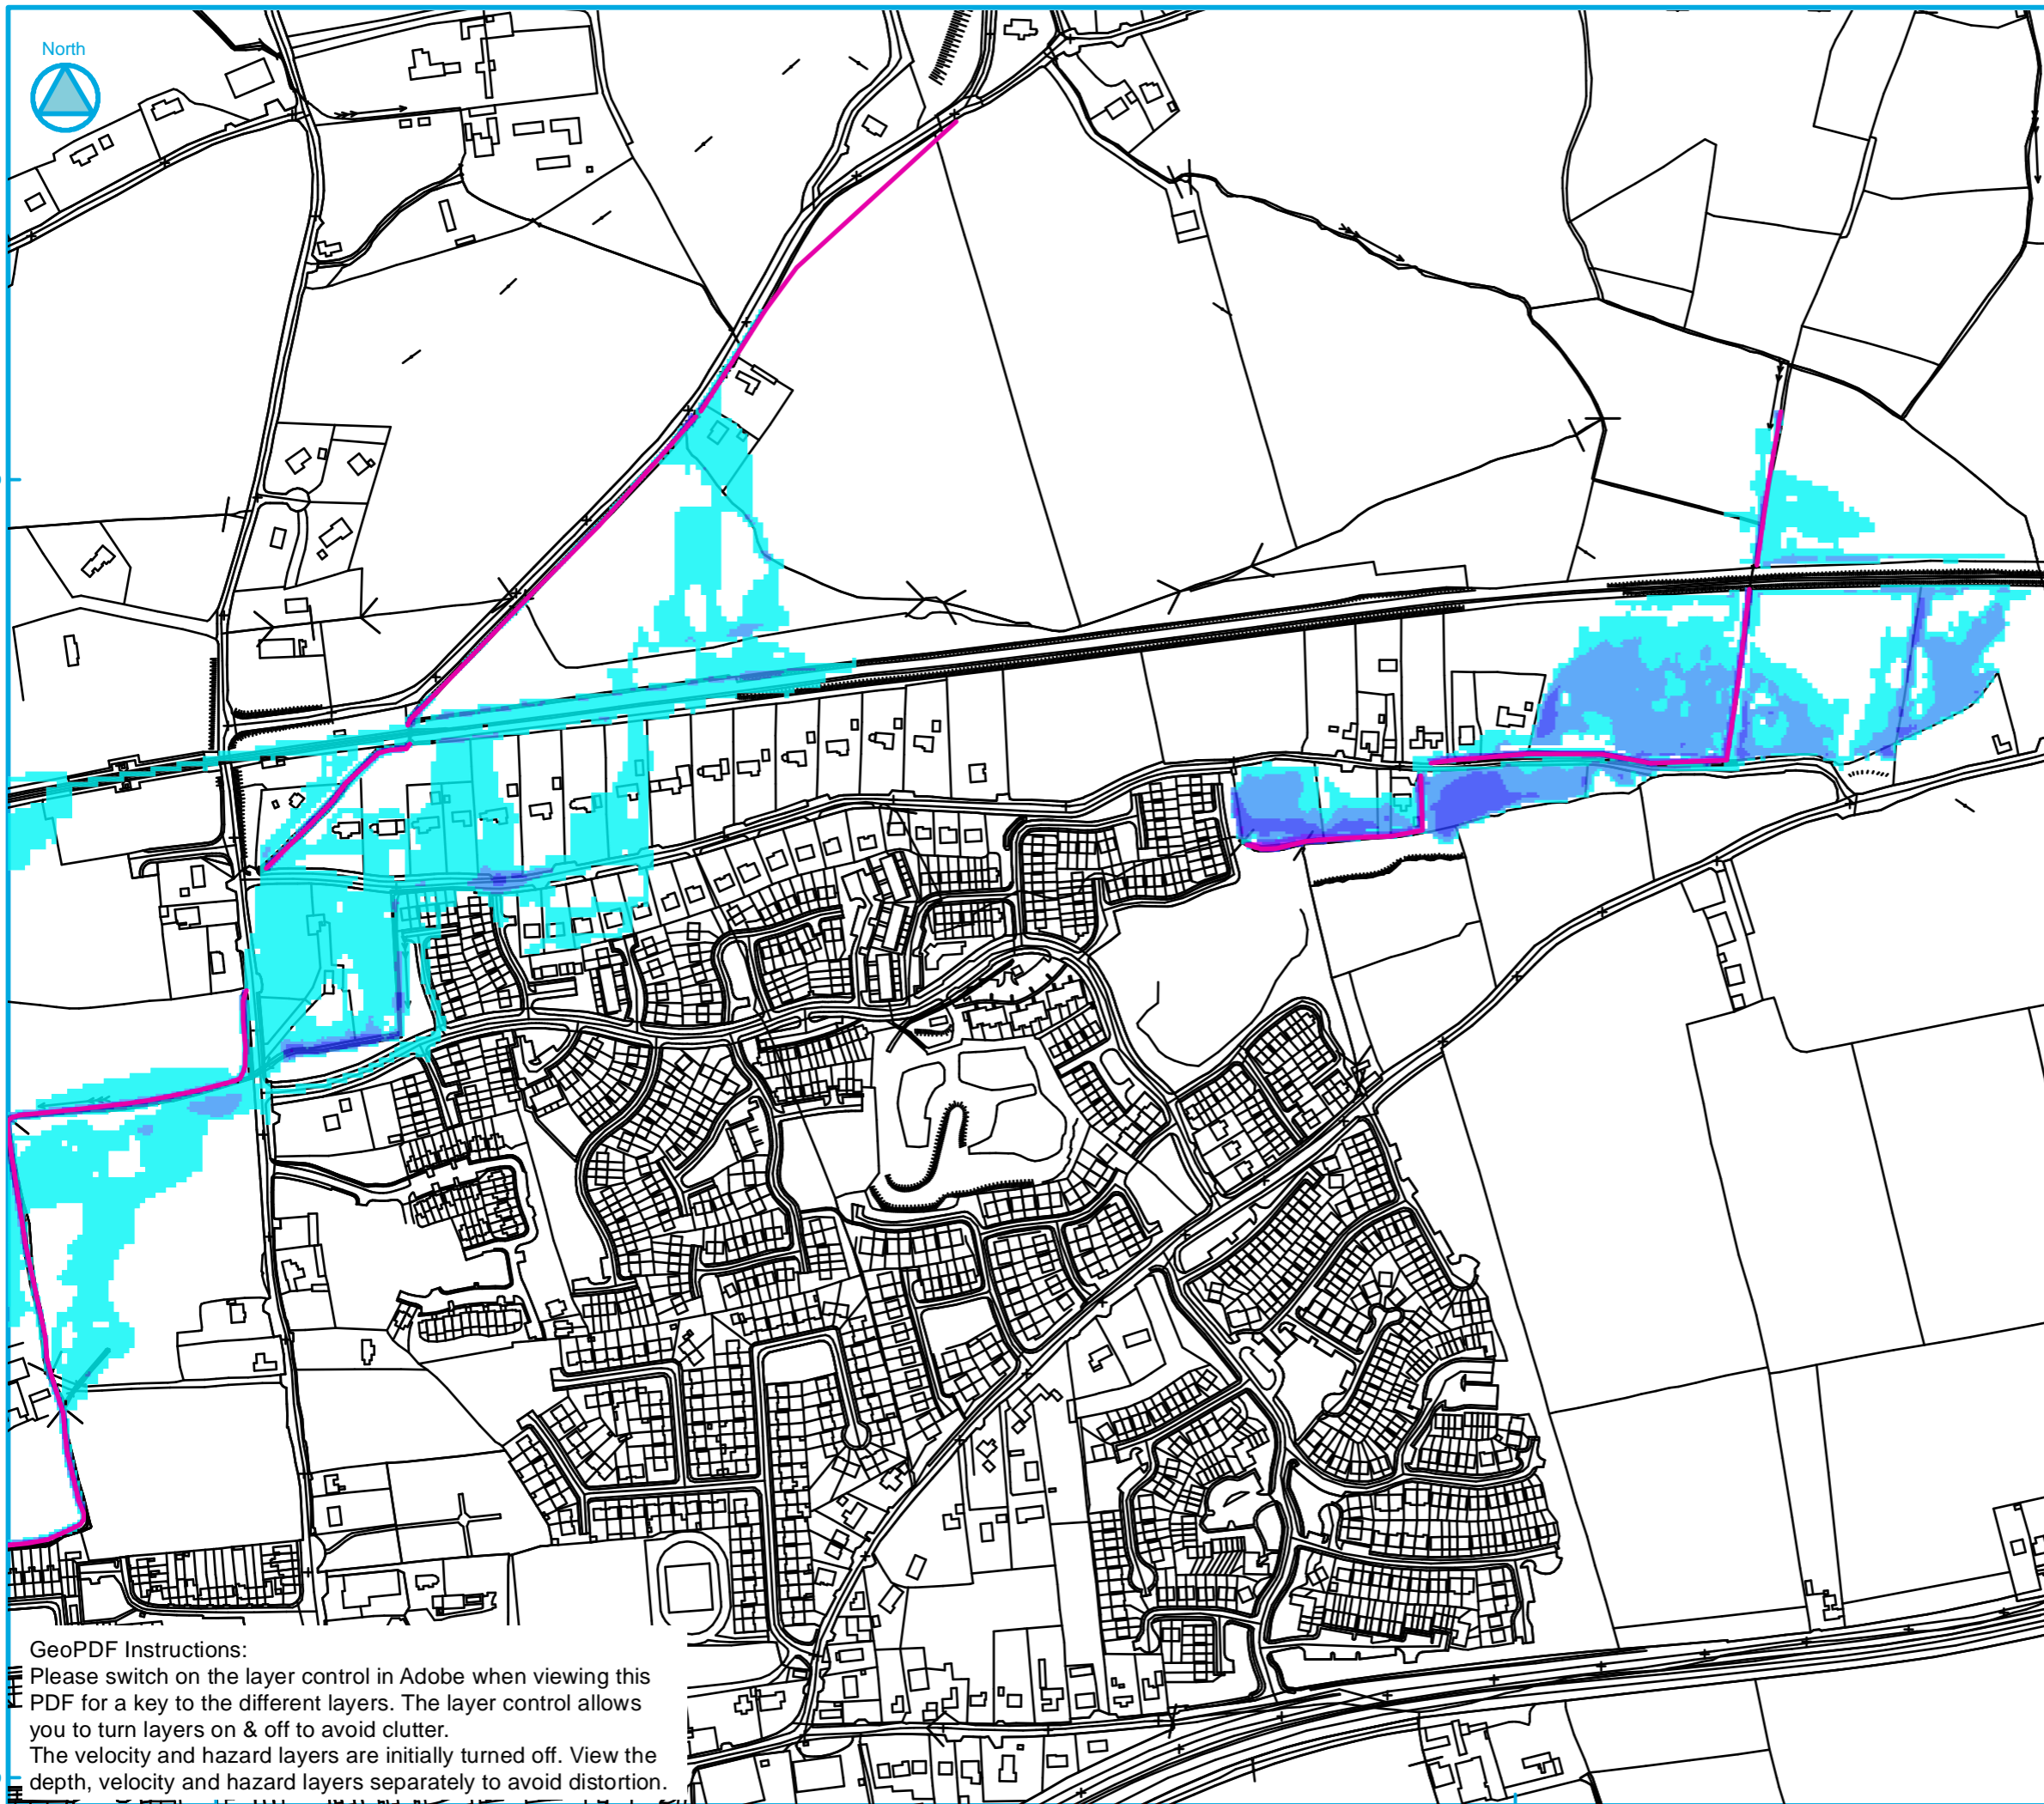 North
GeoPDF Instructions:
Please switch on the layer control in Adobe when viewing this
PDF for a key to the different layers. The layer control allows
you to turn layers on & off to avoid clutter.
The velocity and hazard layers are initially turned off. View the
depth, velocity and hazard layers separately to avoid distortion.